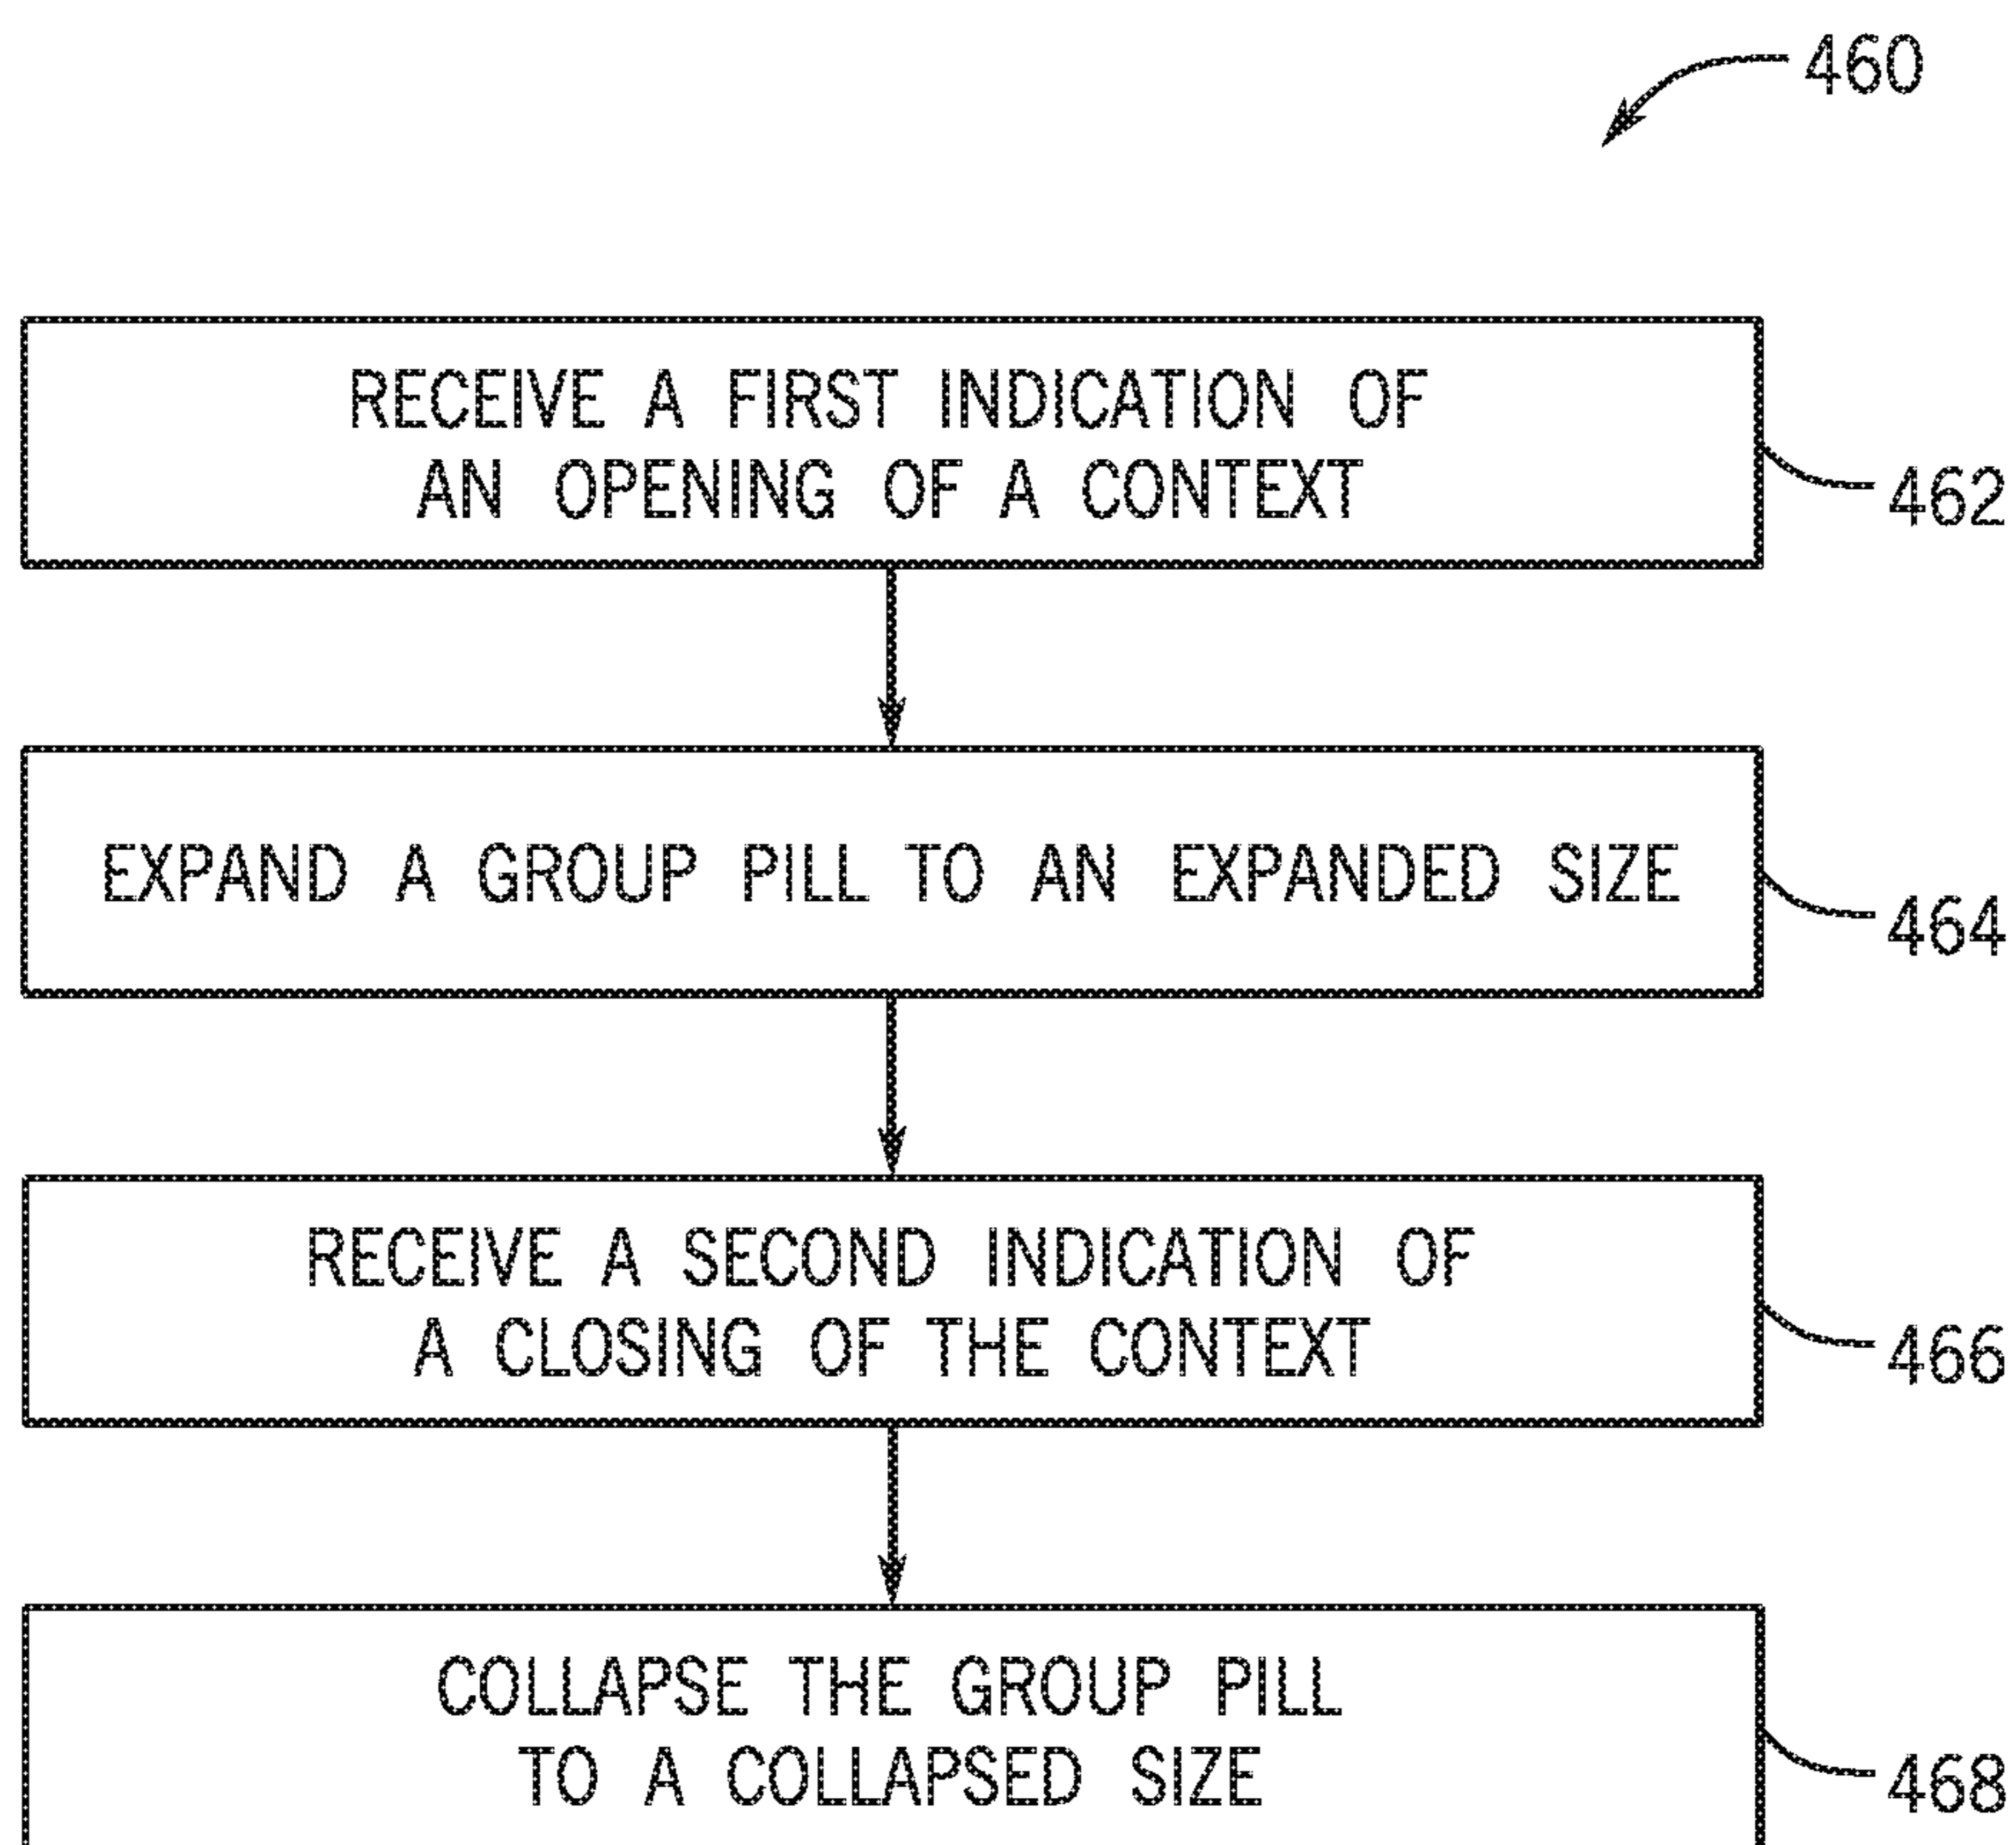 460
RECEIVE A FIRST INDICATION OF
AN OPENING OF A CONTEXT
462
EXPAND A GROUP PILL TO AN EXPANDED SIZE
464
RECEIVE A SECOND INDICATION OF
A CLOSING OF THE CONTEXT
466
COLLAPSE THE GROUP PILL
TO A COLLAPSED SIZE
468